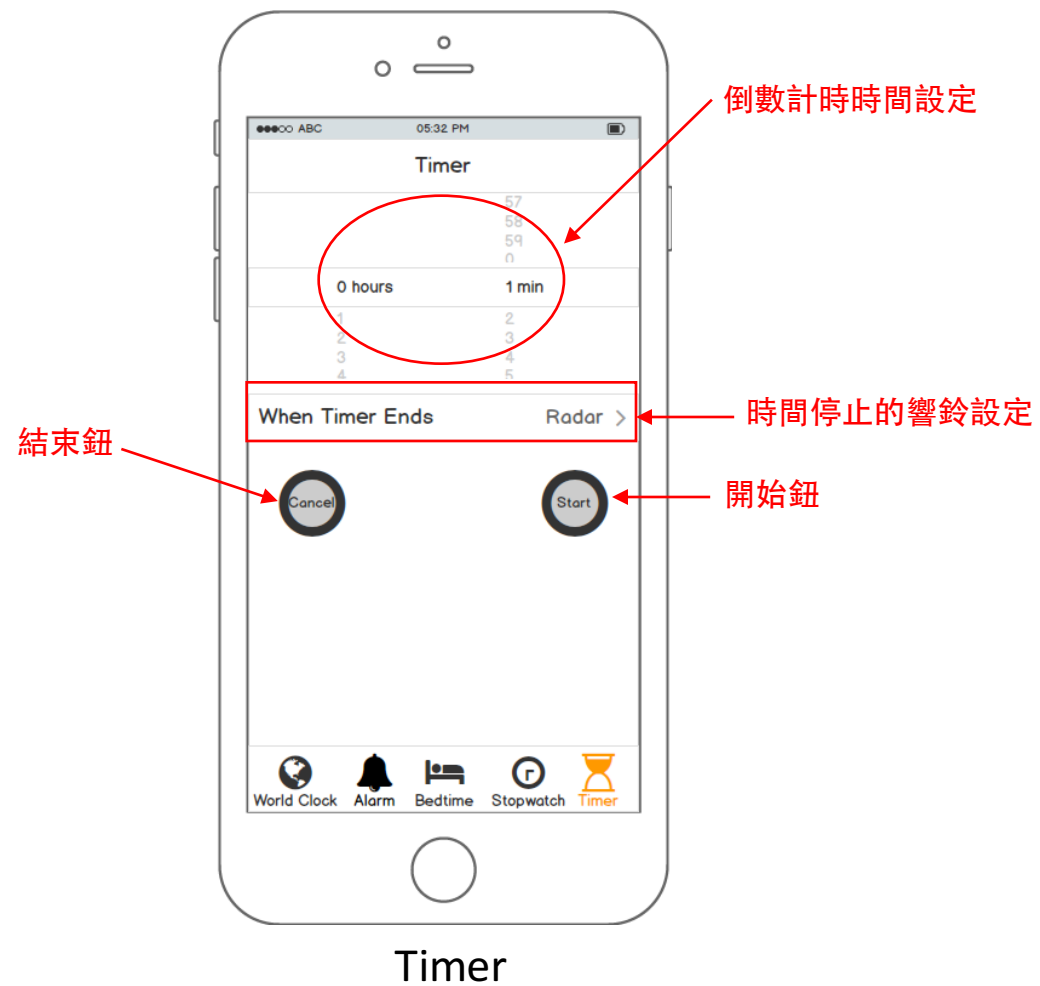 倒數計時時間設定
ABC 05:32 PM
Timer
57
58
59
0
0 hours 1 min
1 2
2 3
3 4
4 5
When Timer Ends Radar >
時間停止的響鈴設定
結束鈕
Cancel Start
開始鈕
World Clock Alarm Bedtime Stopwatch Timer
Timer